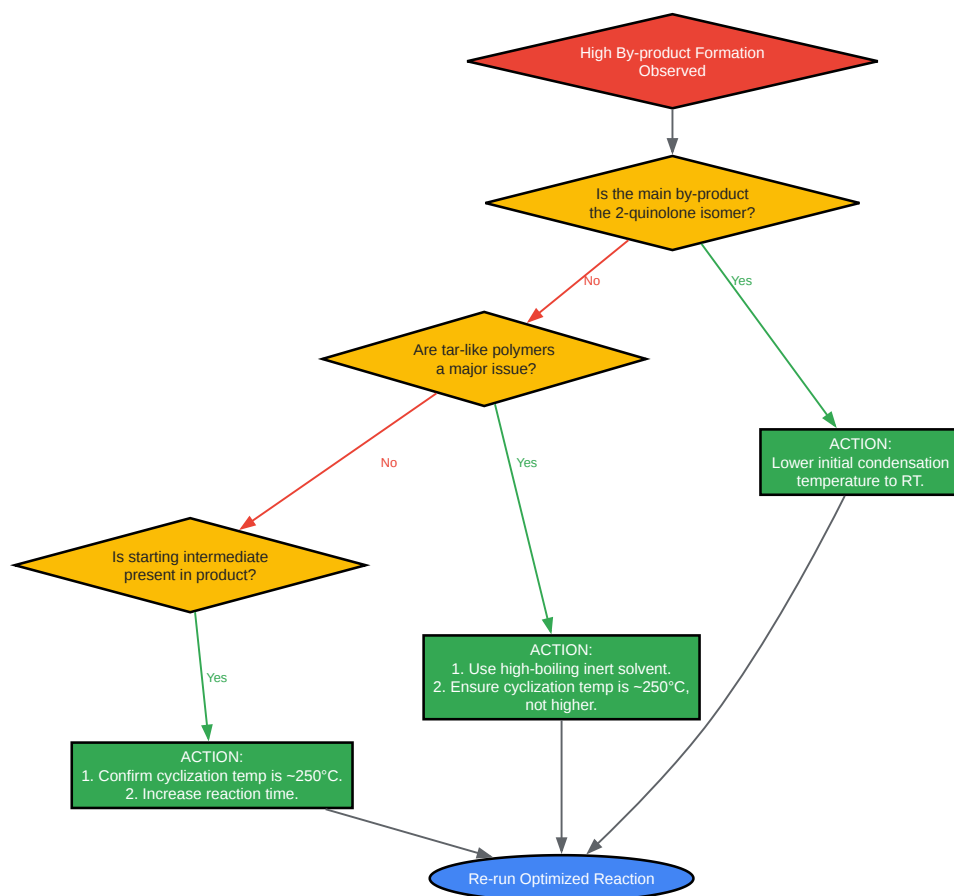 High By-product Formation
Observed
Is the main by-product
the 2-quinolone isomer?
No
Yes
Are tar-like polymers
a major issue?
ACTION:
Lower initial condensation
temperature to RT.
No
Yes
Is starting intermediate
present in product?
ACTION:
1. Use high-boiling inert solvent.
2. Ensure cyclization temp is ~250°C,
not higher.
Yes
ACTION:
1. Confirm cyclization temp is ~250°C.
2. Increase reaction time.
Re-run Optimized Reaction